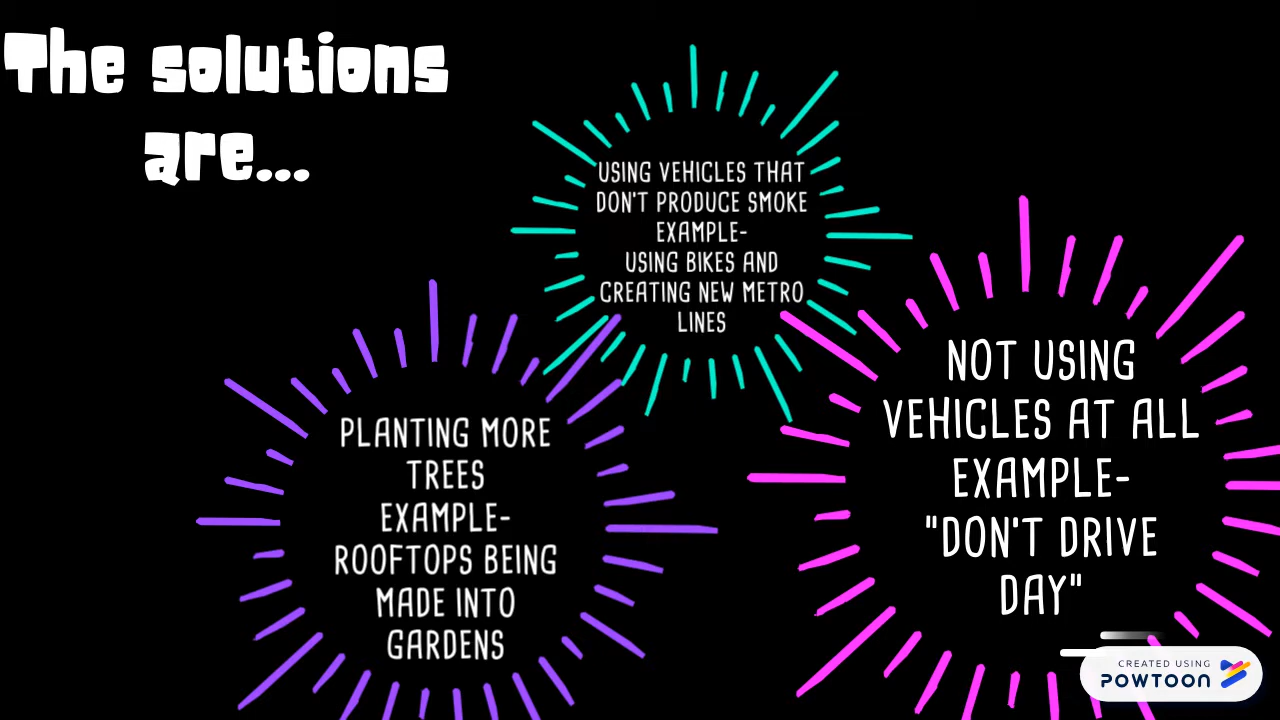 The solutions
are...
USING VEHICLES THAT
DON'T PRODUCE SMOKE
EXAMPLE-
USING BIKES AND
CREATING NEW METRO
LINES
PLANTING MORE
TREES
EXAMPLE-
ROOFTOPS BEING
MADE INTO
GARDENS
NOT USING
VEHICLES AT ALL
EXAMPLE-
"DON'T DRIVE
DAY"
CREATED USING
POWTOON